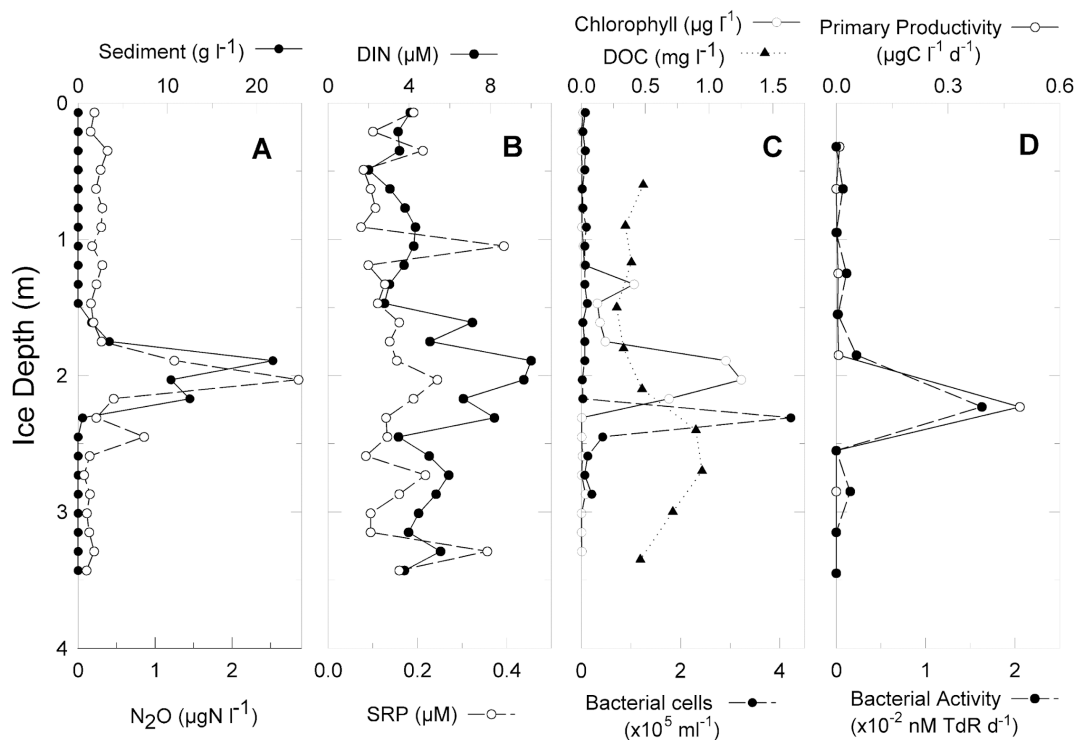 Sediment (g l⁻¹)
0 10 20
DIN (µM)
0 4 8
Chlorophyll (µg l⁻¹)
DOC (mg l⁻¹)
0.0 0.5 1.0 1.5
Primary Productivity
(µgC l⁻¹ d⁻¹)
0.0 0.3 0.6
A
B
C
D
Ice Depth (m)
0
1
2
3
4
0 1 2
N₂O (µgN l⁻¹)
0.0 0.2 0.4
SRP (µM)
0 2 4
Bacterial cells
(x10⁵ ml⁻¹)
0 1 2
Bacterial Activity
(x10⁻² nM TdR d⁻¹)